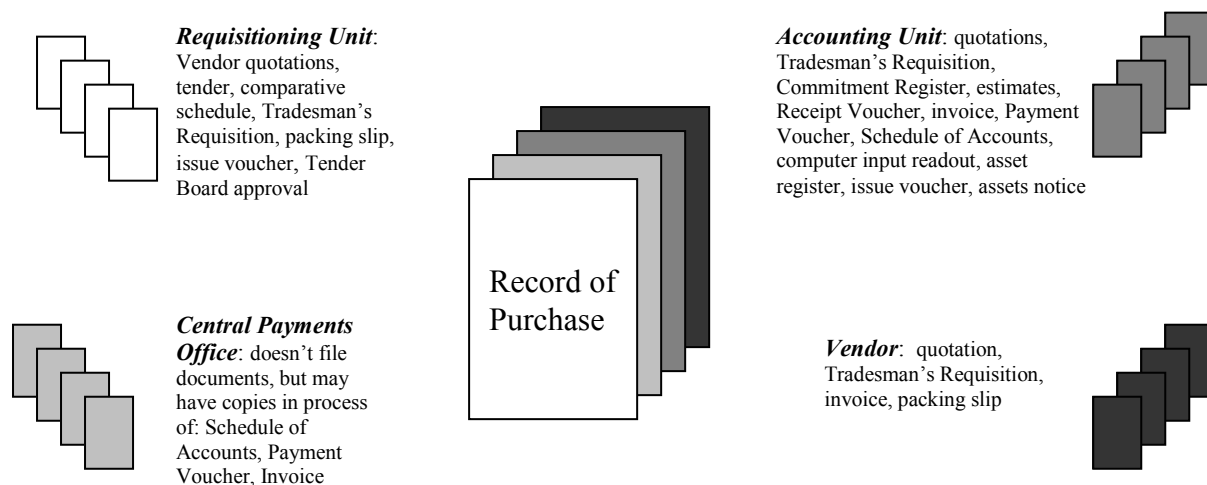 Requisitioning Unit:
Vendor quotations,
tender, comparative
schedule, Tradesman’s
Requisition, packing slip,
issue voucher, Tender
Board approval
Accounting Unit: quotations,
Tradesman’s Requisition,
Commitment Register, estimates,
Receipt Voucher, invoice, Payment
Voucher, Schedule of Accounts,
computer input readout, asset
register, issue voucher, assets notice
Record of
Purchase
Central Payments
Office: doesn’t file
documents, but may
have copies in process
of: Schedule of
Accounts, Payment
Voucher, Invoice
Vendor: quotation,
Tradesman’s Requisition,
invoice, packing slip